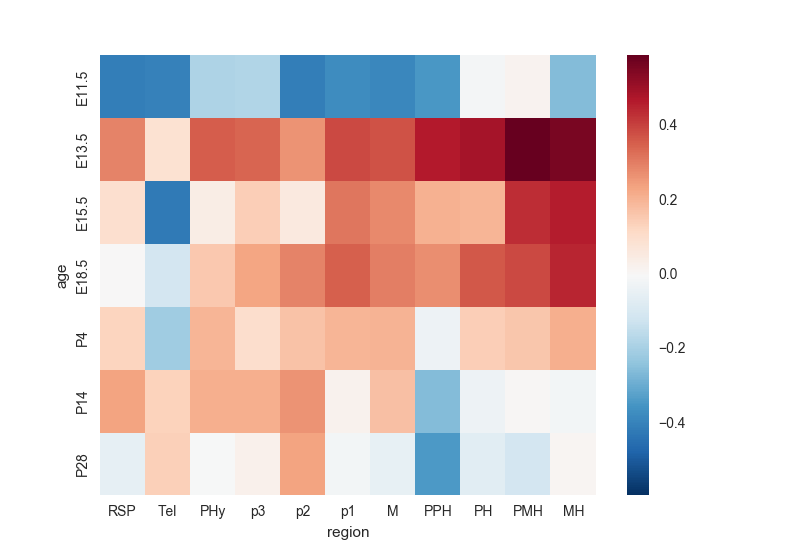 E11.5
E13.5
E15.5
E18.5
P4
P14
P28
age
RSP Tel PHy p3 p2 p1 M PPH PH PMH MH
region
0.4
0.2
0.0
−0.2
−0.4